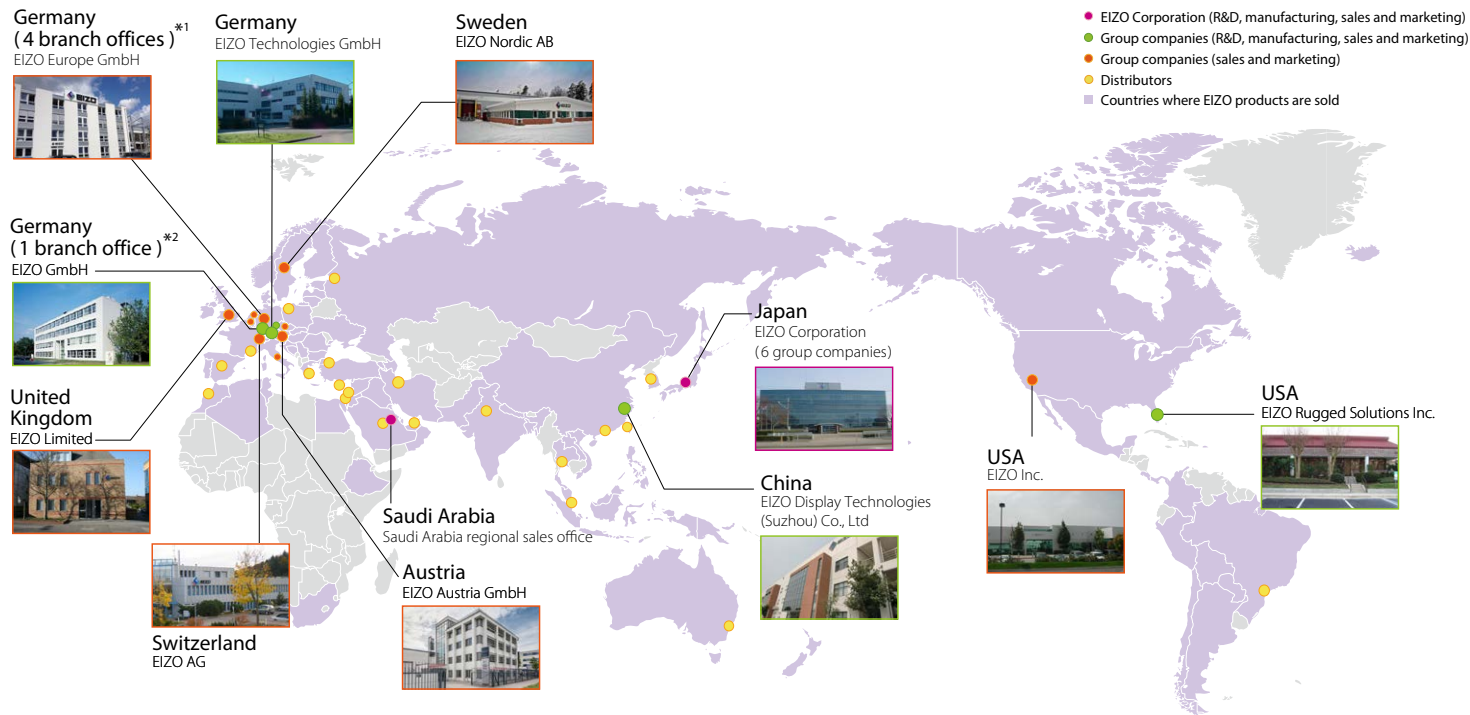 Germany
( 4 branch offices )*1
EIZO Europe GmbH
EIZO
Germany
EIZO Technologies GmbH
Sweden
EIZO Nordic AB
EIZO
EIZO Corporation (R&D, manufacturing, sales and marketing)
Group companies (R&D, manufacturing, sales and marketing)
Group companies (sales and marketing)
Distributors
Countries where EIZO products are sold
Germany
( 1 branch office )*2
EIZO GmbH
United
Kingdom
EIZO Limited
Japan
EIZO Corporation
(6 group companies)
USA
EIZO Rugged Solutions Inc.
USA
EIZO Inc.
China
EIZO Display Technologies
(Suzhou) Co., Ltd
Saudi Arabia
Saudi Arabia regional sales office
Austria
EIZO Austria GmbH
Switzerland
EIZO AG